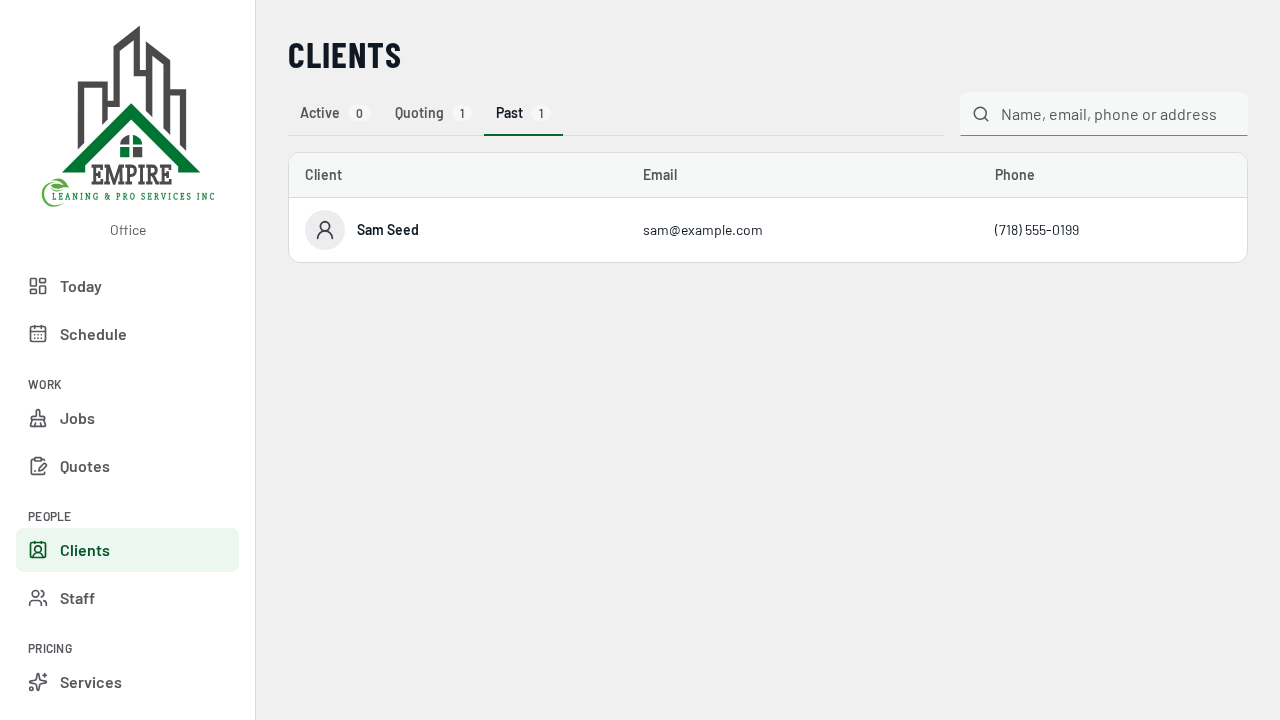 EMPIRE
LEANING & PRO SERVICES INC
Office
Today
Schedule
WORK
Jobs
Quotes
PEOPLE
Clients
Staff
PRICING
Services
CLIENTS
Active 0 Quoting 1 Past 1
Name, email, phone or address
Client Email Phone
Sam Seed sam@example.com (718) 555-0199